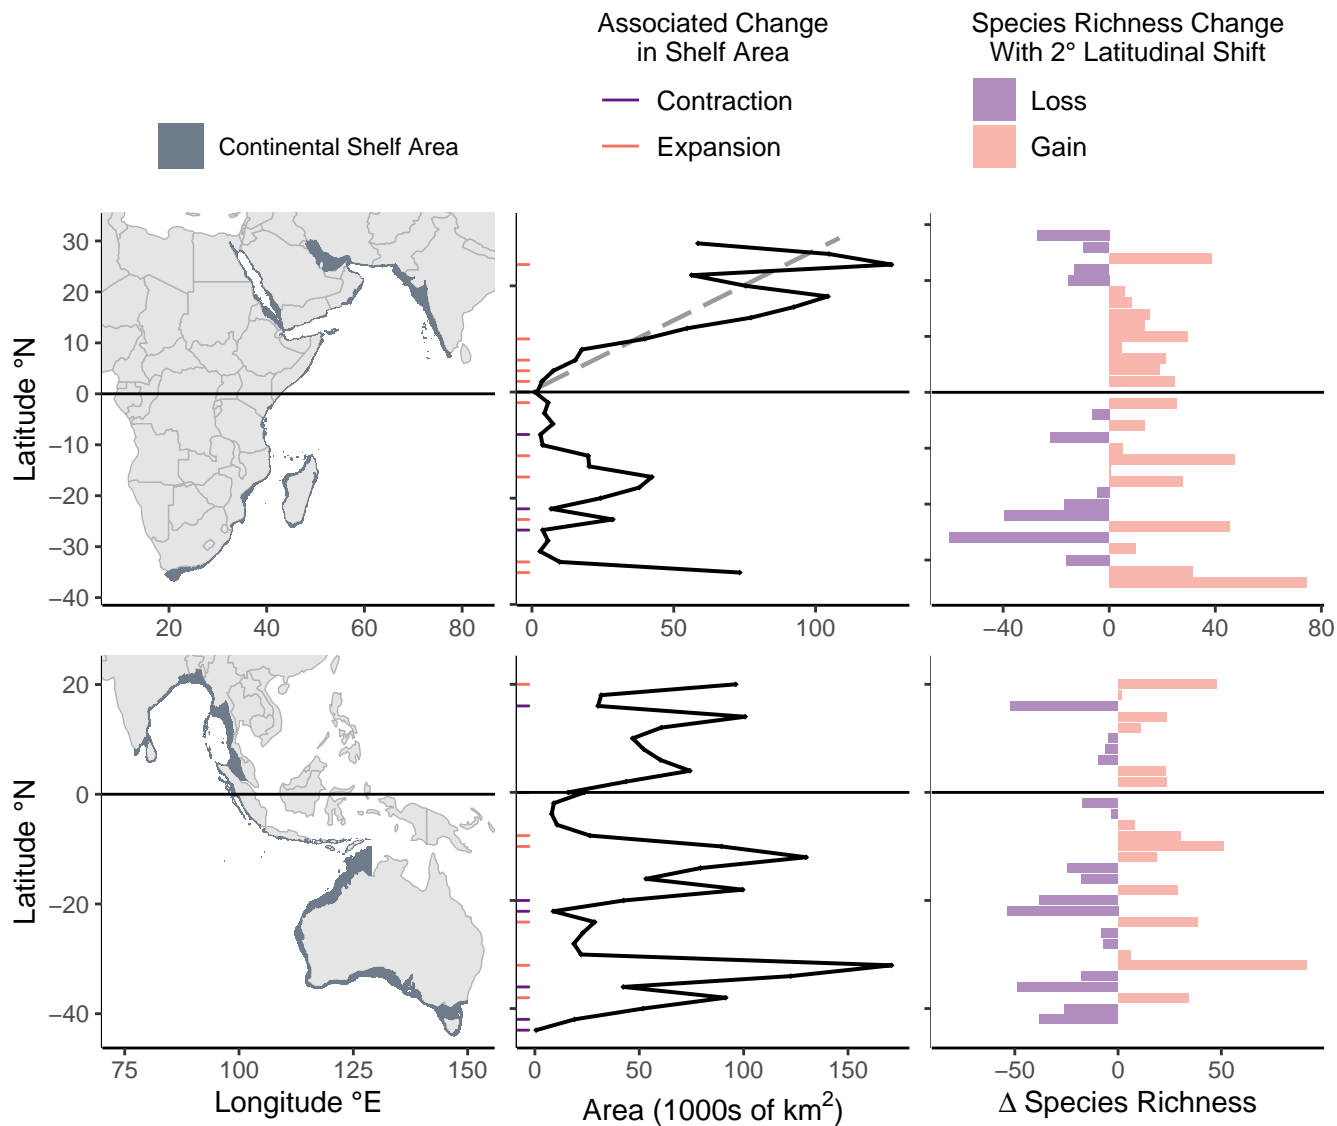 Associated Change
in Shelf Area
Species Richness Change
With 2° Latitudinal Shift
Continental Shelf Area
Contraction
Expansion
Loss
Gain
Latitude °N
30
20
10
0
−10
−20
−30
−40
20 40 60 80
0 50 100
−40 0 40 80
Latitude °N
20
0
−20
−40
75 100 125 150
0 50 100 150
−50 0 50
Longitude °E
Area (1000s of km²)
Δ Species Richness